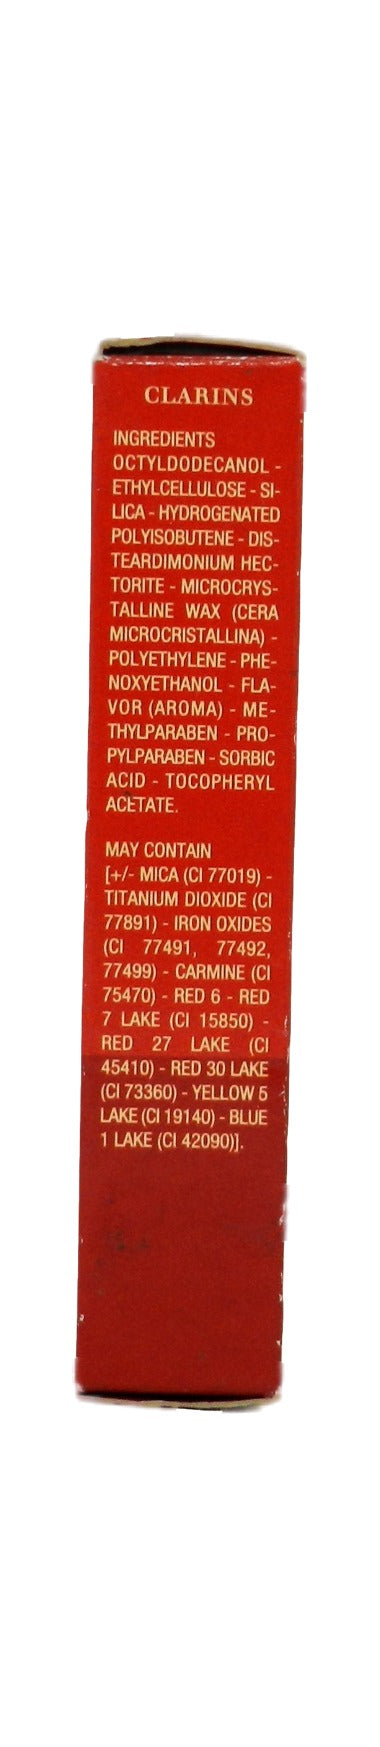 CLARINS
INGREDIENTS
OCTYLDODECANOL -
ETHYLCELLULOSE - SI-
LICA - HYDROGENATED
POLYISOBUTENE - DIS-
TEARDIMONIUM HEC-
TORITE - MICROCRYS-
TALLINE WAX (CERA
MICROCRISTALLINA) -
POLYETHYLENE - PHE-
NOXYETHANOL - FLA-
VOR (AROMA) - ME-
THYLPARABEN - PRO-
PYLPARABEN - SORBIC
ACID - TOCOPHERYL
ACETATE.
MAY CONTAIN
[+/- MICA (CI 77019) -
TITANIUM DIOXIDE (CI
77891) - IRON OXIDES
(CI 77491, 77492,
77499) - CARMINE (CI
75470) - RED 6 - RED
7 LAKE (CI 15850) -
RED 27 LAKE (CI
45410) - RED 30 LAKE
(CI 73360) - YELLOW 5
LAKE (CI 19140) - BLUE
1 LAKE (CI 42090)].